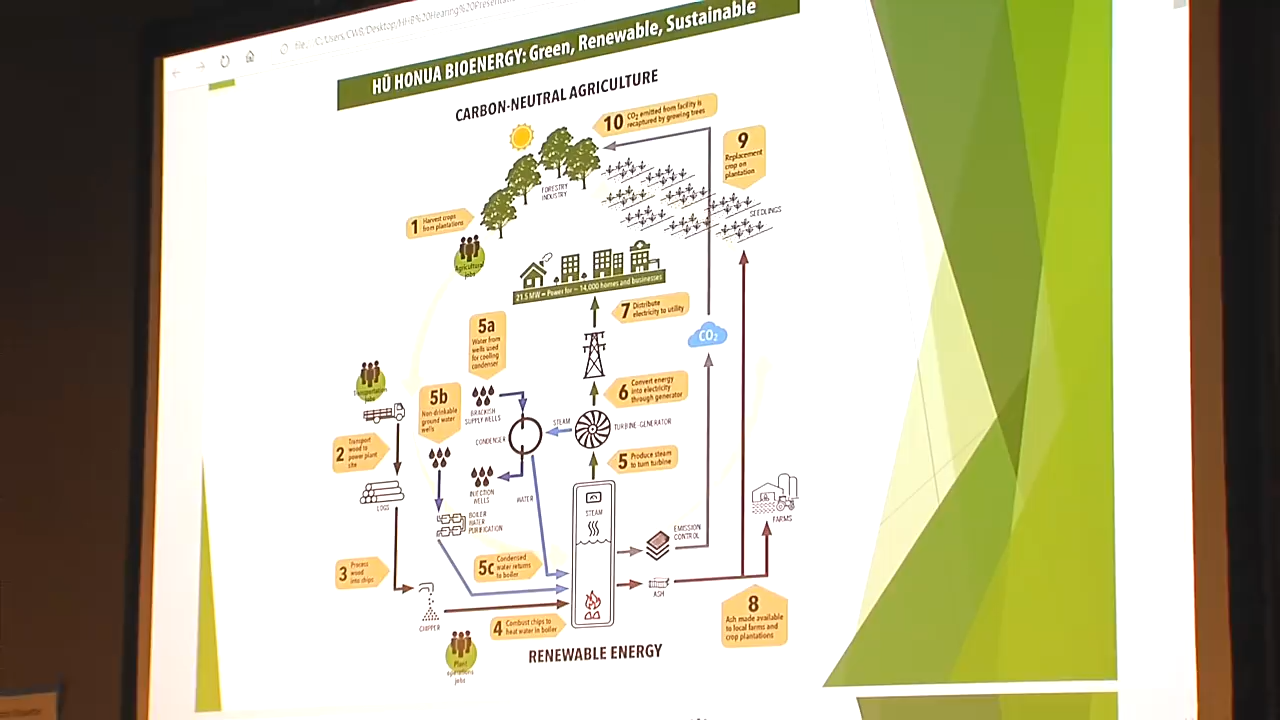 HŪ HONUA BIOENERGY: Green, Renewable, Sustainable
CARBON-NEUTRAL AGRICULTURE
10
CO₂ emitted from facility is
recaptured by growing trees
9
Replacement
crop on
plantation
FORESTRY
INDUSTRY
SEEDLINGS
1
Harvest crops
from plantations
Agricultural
jobs
21.5 MW = Power for ~ 14,000 homes and businesses
7
Distribute
electricity to utility
5a
Water from
wells used
for cooling
condenser
CO₂
Transportation
jobs
5b
Non-drinkable
ground water
wells
BRACKISH
SUPPLY WELLS
6
Convert energy
into electricity
through generator
STEAM
TURBINE-GENERATOR
CONDENSER
2
Transport
wood to
power plant
site
5
Produce steam
to turn turbine
LOGS
INJECTION
WELLS
WATER
STEAM
BOILER
WATER
PURIFICATION
EMISSION
CONTROL
FARMS
3
Process
wood
into chips
5c
Condensed
water returns
to boiler
ASH
CHIPPER
4
Combust chips to
heat water in boiler
8
Ash made available
to local farms and
crop plantations
Plant
operations
jobs
RENEWABLE ENERGY